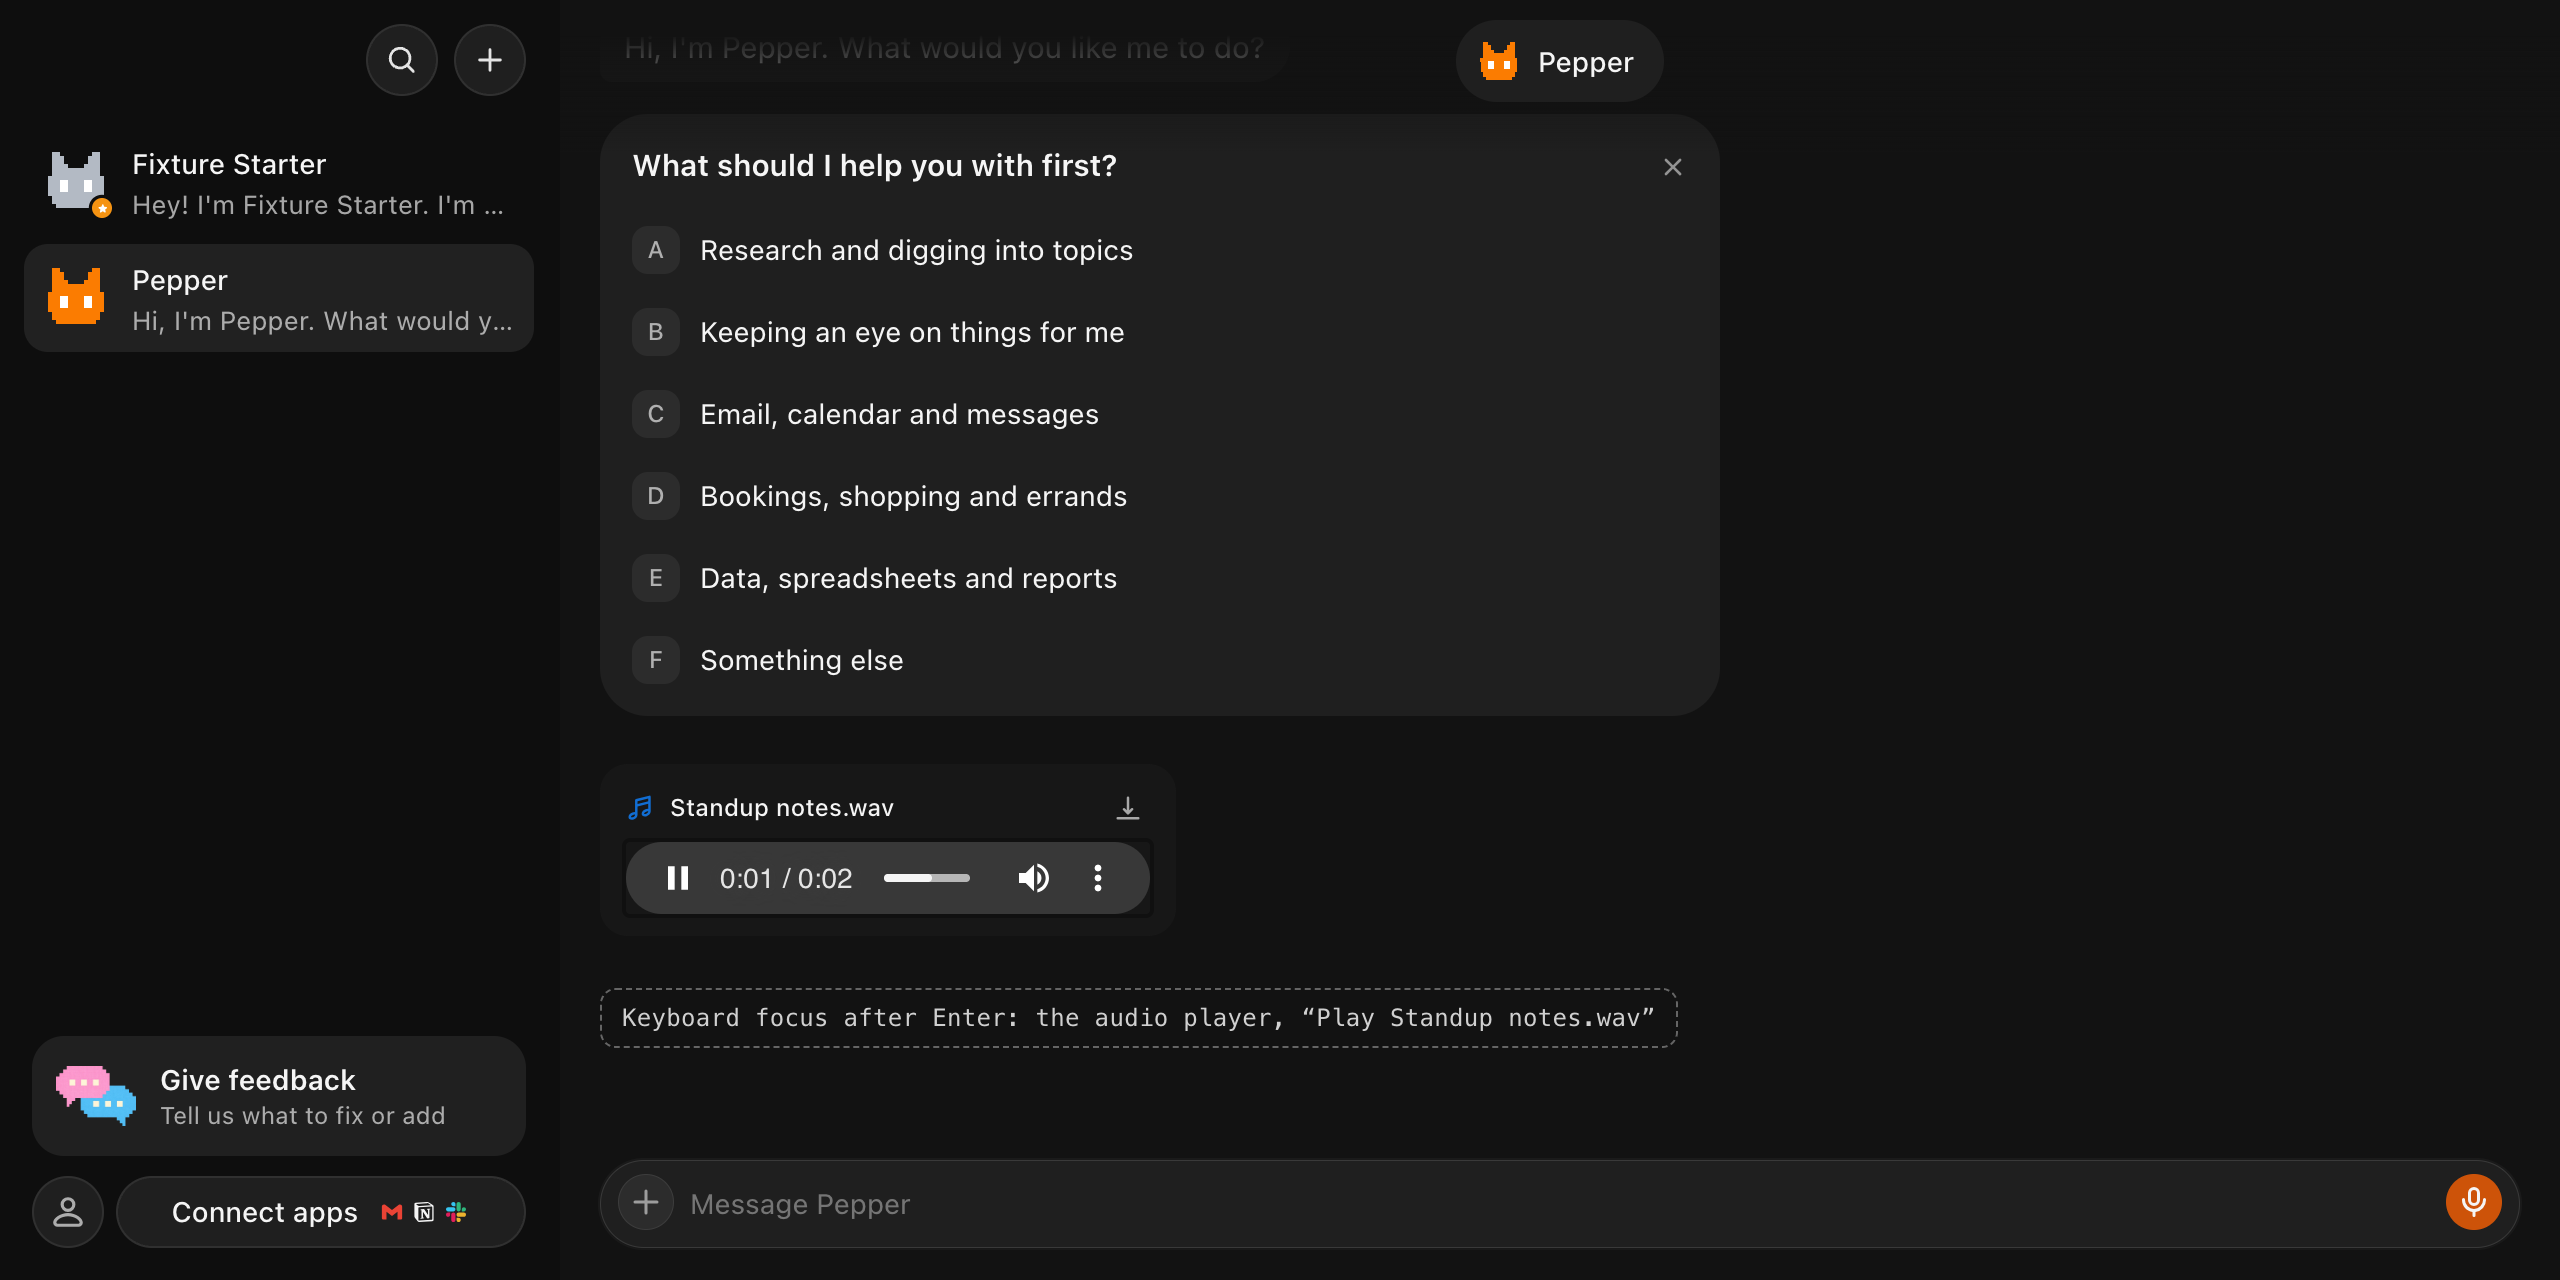 Fixture Starter
Hey! I'm Fixture Starter. I'm ...
Pepper
Hi, I'm Pepper. What would y...
Give feedback
Tell us what to fix or add
Connect apps
Hi, I'm Pepper. What would you like me to do?
Pepper
What should I help you with first?
A Research and digging into topics
B Keeping an eye on things for me
C Email, calendar and messages
D Bookings, shopping and errands
E Data, spreadsheets and reports
F Something else
Standup notes.wav
0:01 / 0:02
Keyboard focus after Enter: the audio player, “Play Standup notes.wav”
Message Pepper